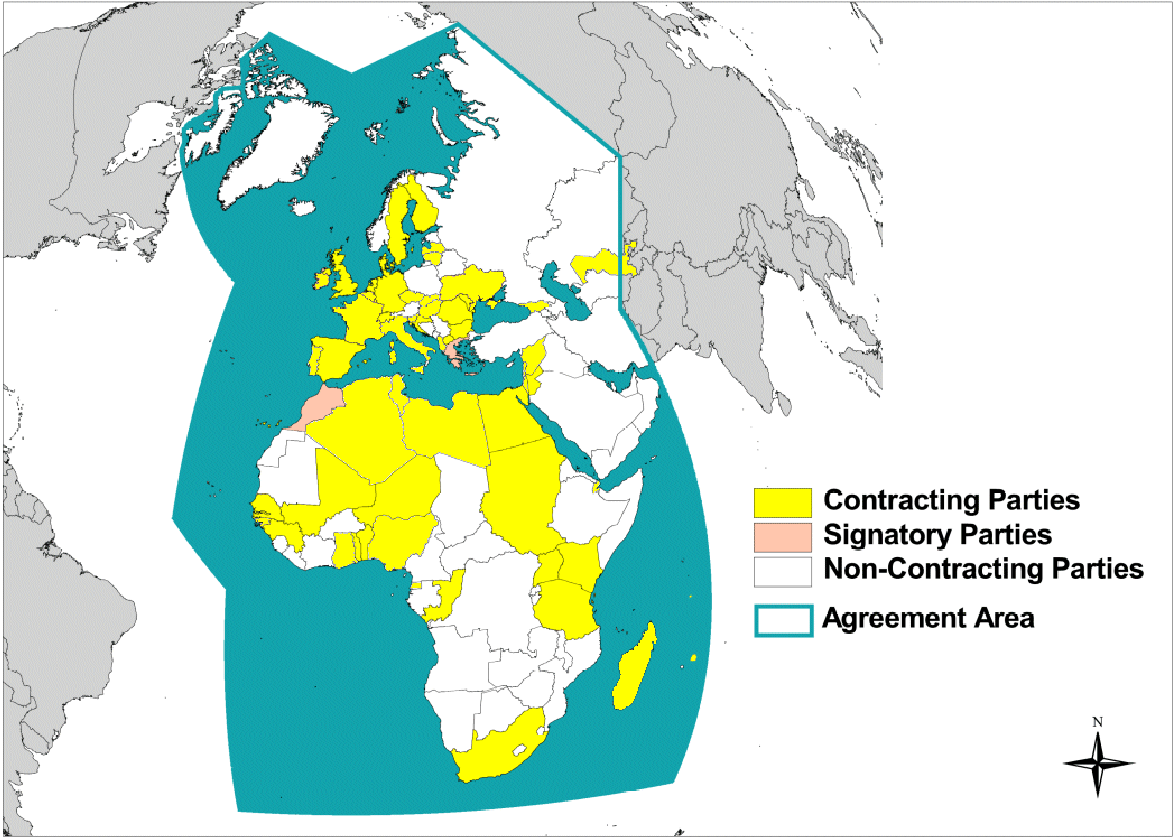 Contracting Parties
Signatory Parties
Non-Contracting Parties
Agreement Area
N